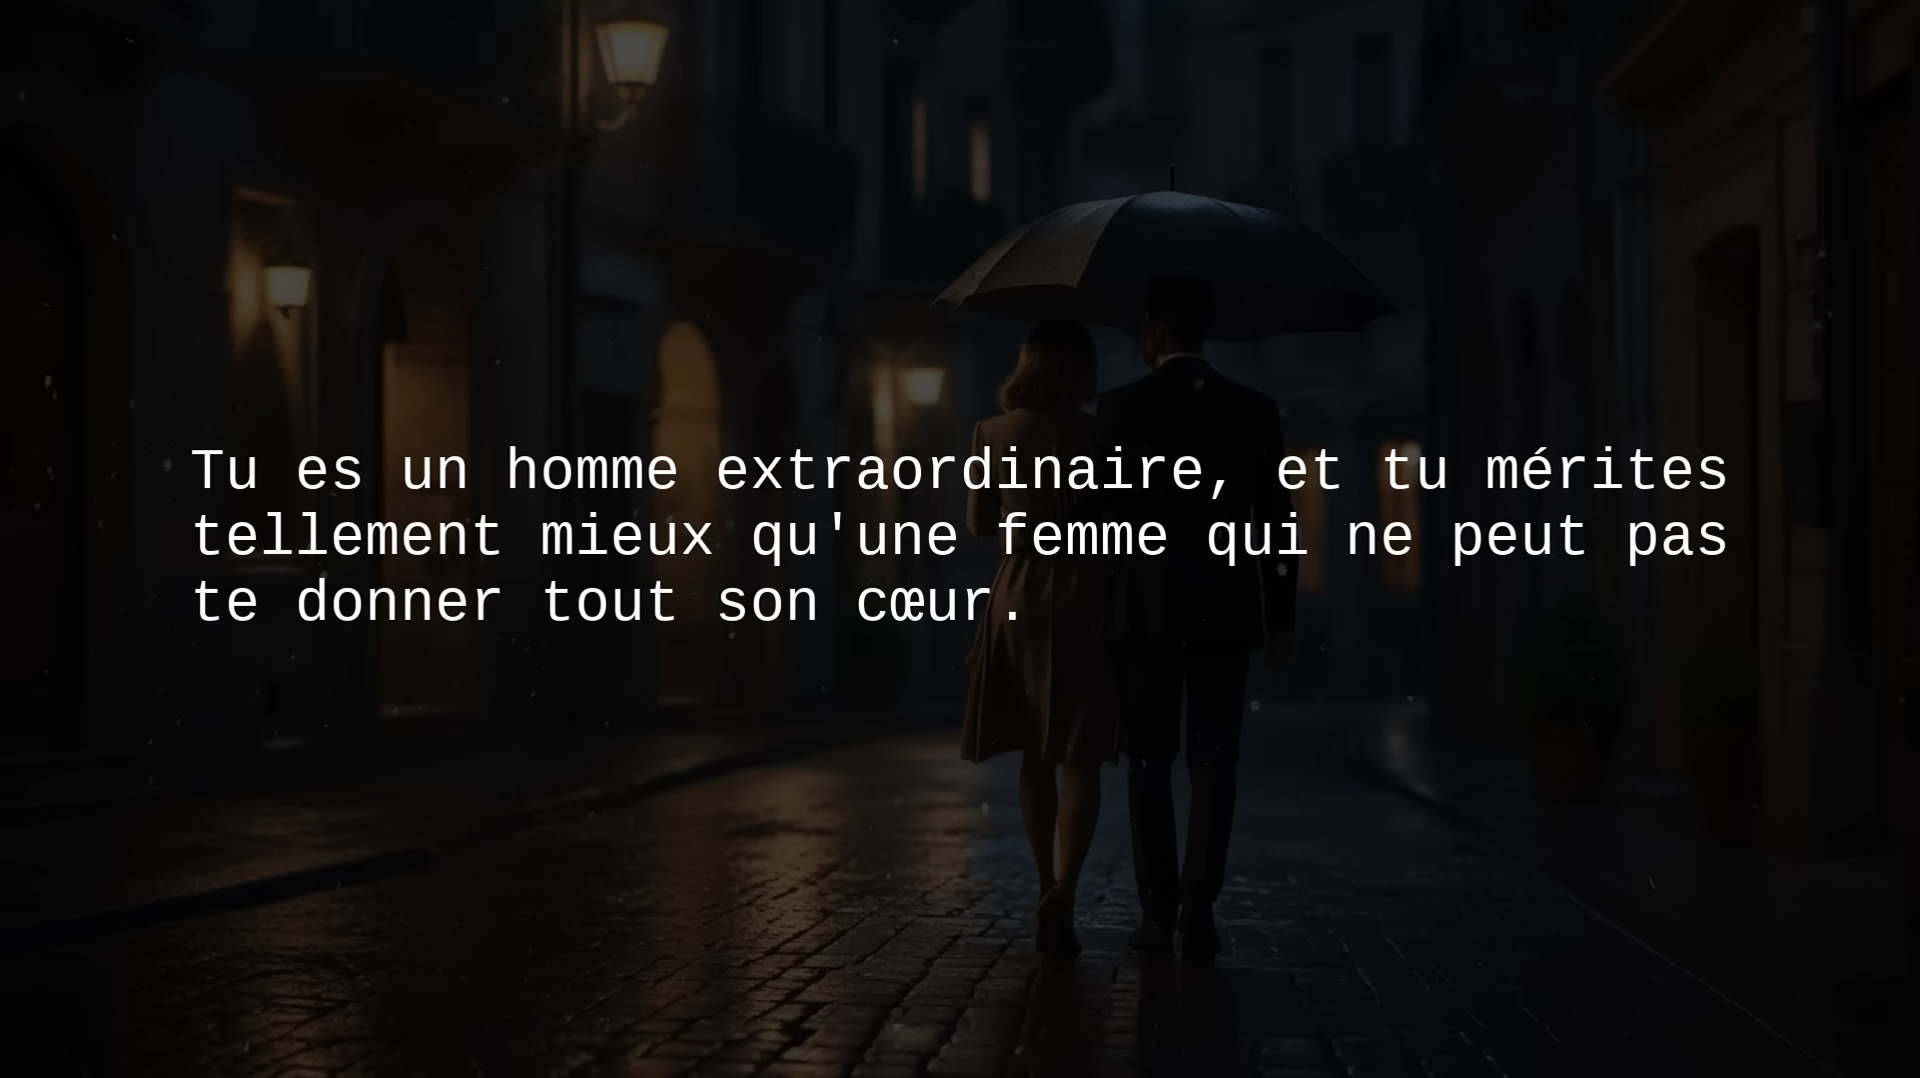 Tu es un homme extraordinaire, et tu mérites
tellement mieux qu'une femme qui ne peut pas
te donner tout son cœur.